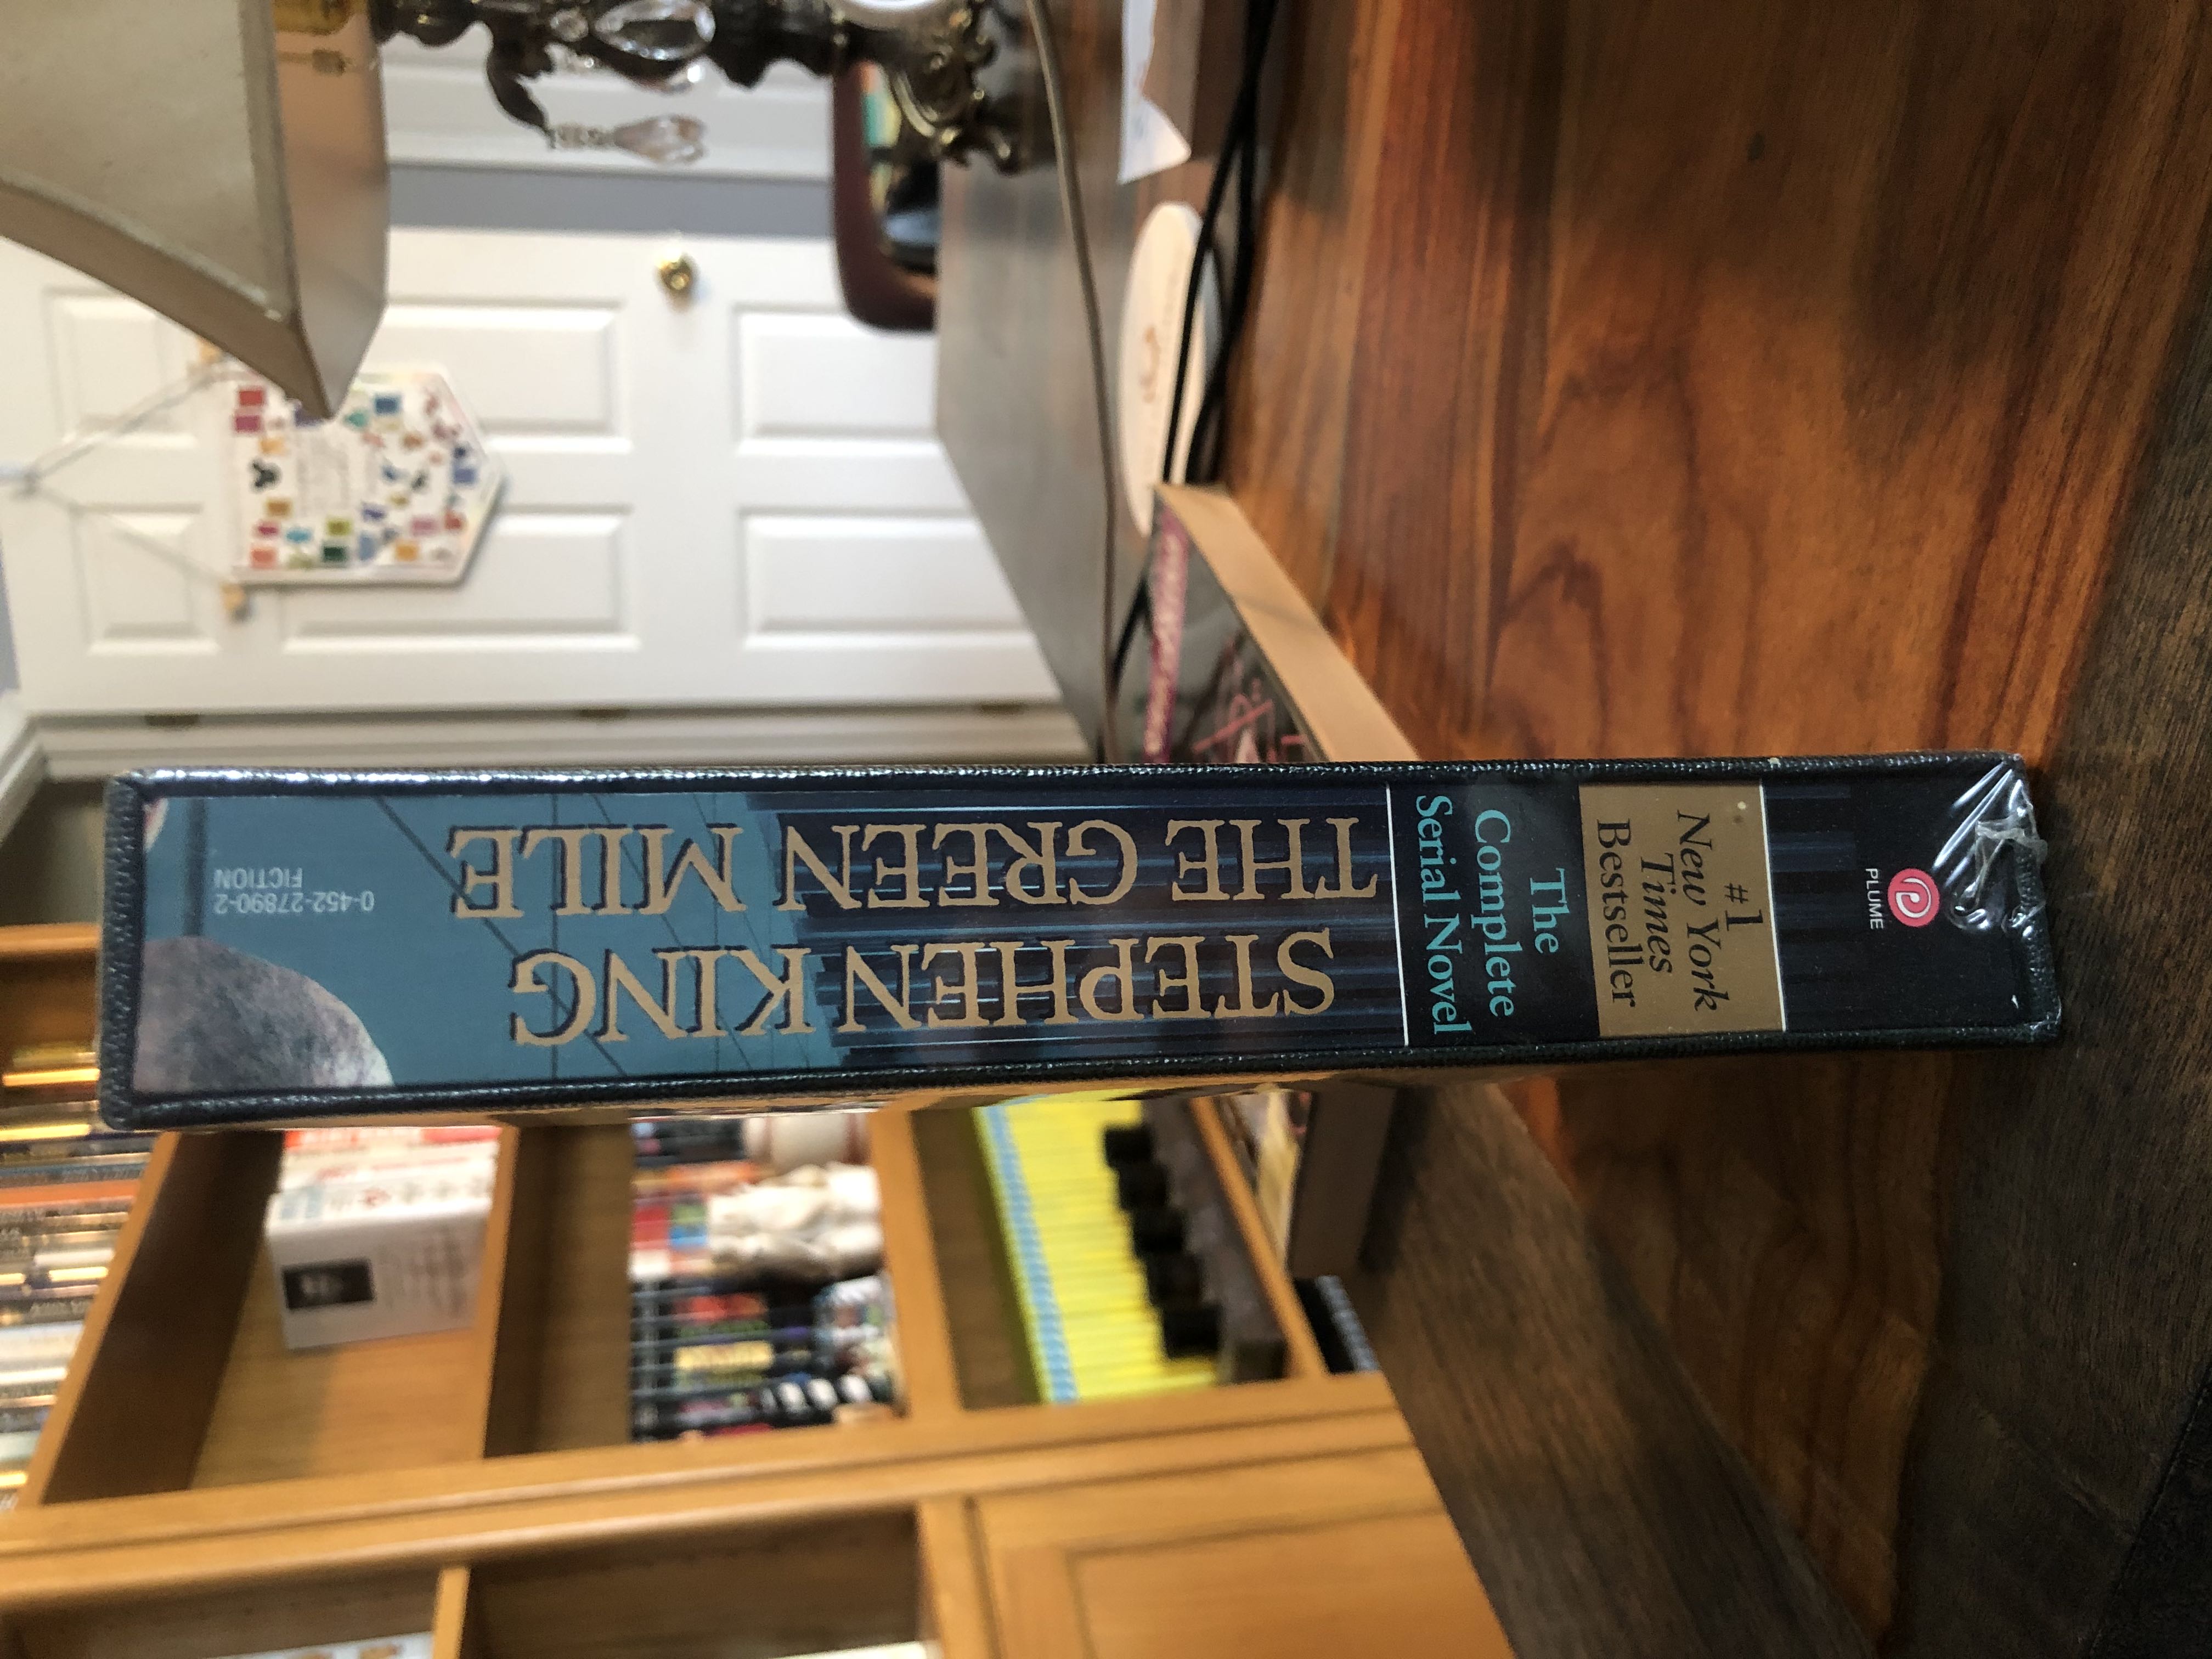 STEPHEN KING
THE GREEN MILE
0-452-27890-2
FICTION
The
Complete
Serial Novel
#1
New York
Times
Bestseller
PLUME